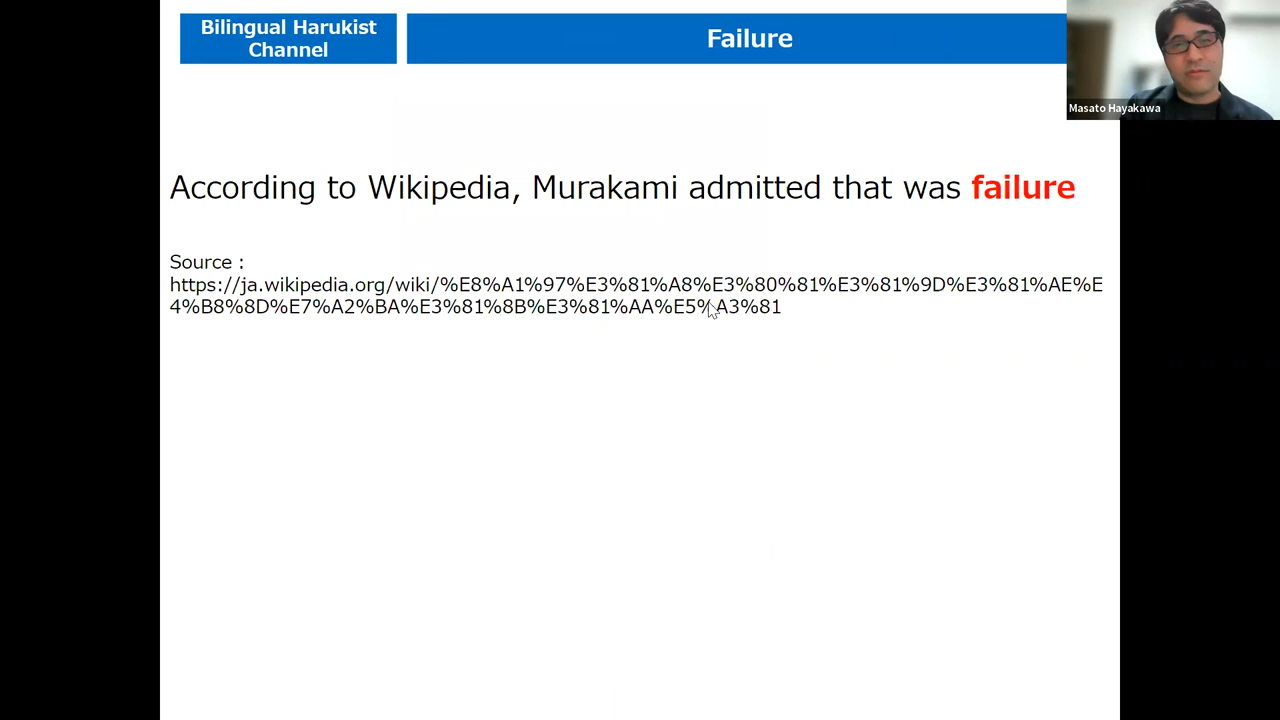 Bilingual Harukist
Channel
Failure
Masato Hayakawa
According to Wikipedia, Murakami admitted that was failure
Source :
https://ja.wikipedia.org/wiki/%E8%A1%97%E3%81%A8%E3%80%81%E3%81%9D%E3%81%AE%E
4%B8%8D%E7%A2%BA%E3%81%8B%E3%81%AA%E5%A3%81